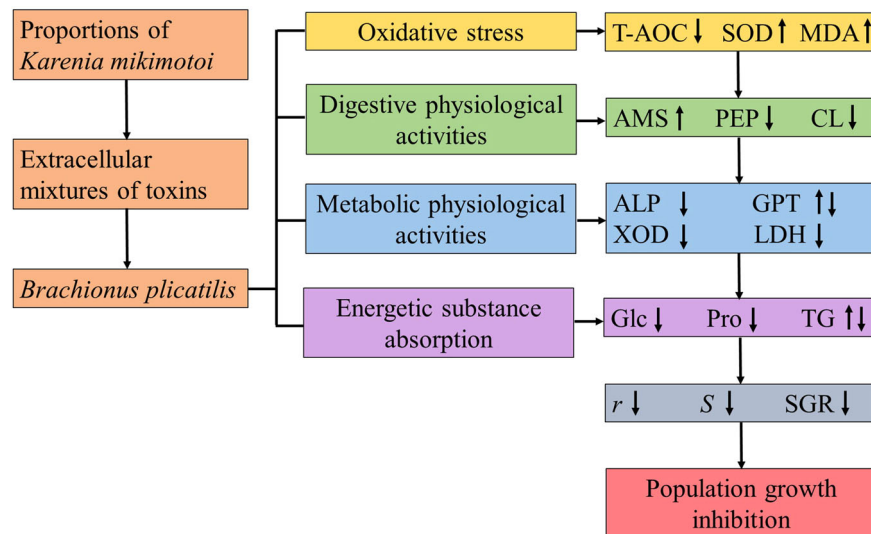 Proportions of
Karenia mikimotoi
Extracellular
mixtures of toxins
Brachionus plicatilis
Oxidative stress
T-AOC↓ SOD↑ MDA↑
Digestive physiological
activities
AMS↑ PEP↓ CL↓
Metabolic physiological
activities
ALP ↓ GPT ↑↓
XOD ↓ LDH ↓
Energetic substance
absorption
Glc↓ Pro↓ TG↑↓
r↓ S↓ SGR↓
Population growth
inhibition